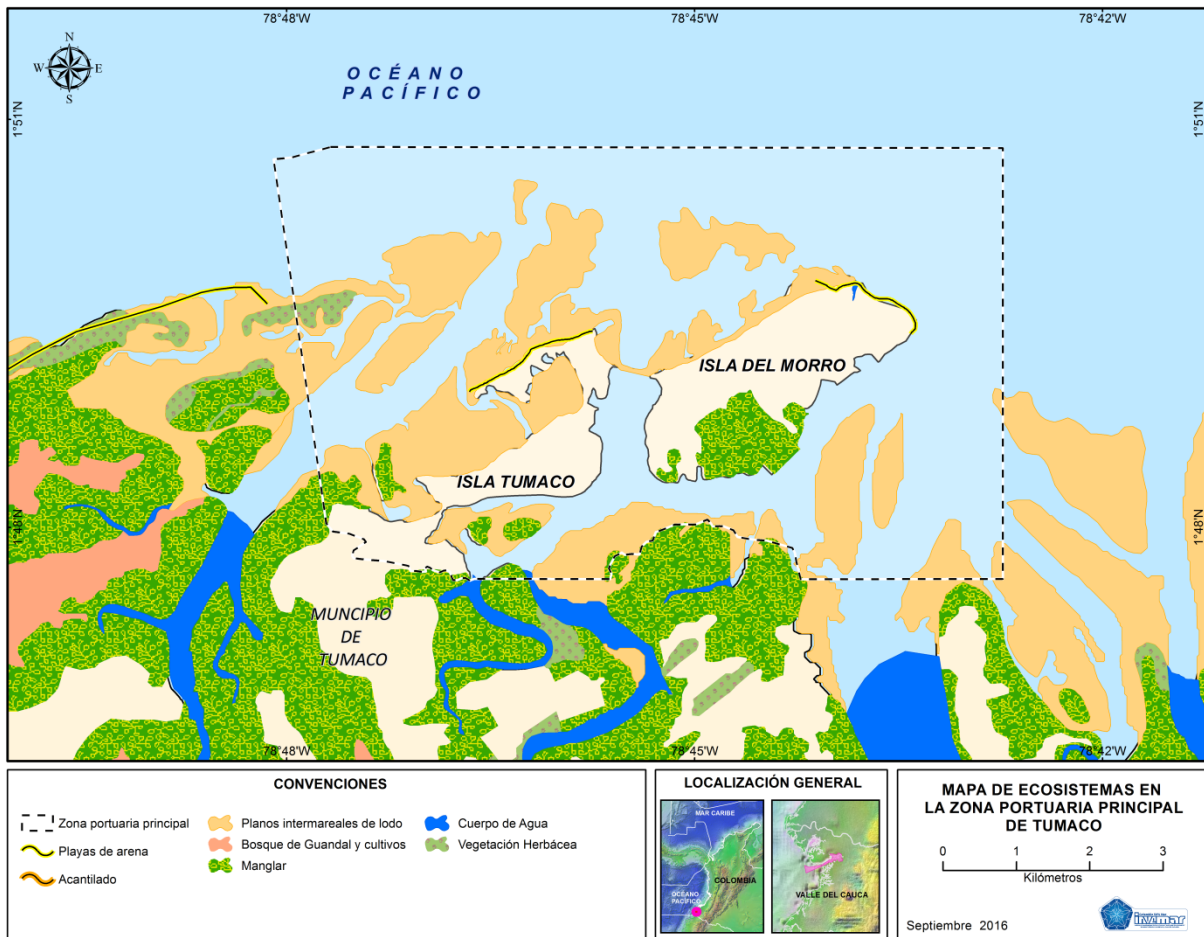 78°48'W
78°45'W
78°42'W
N
W
E
S
OCÉANO
PACÍFICO
1°51'N
1°51'N
ISLA DEL MORRO
ISLA TUMACO
1°48'N
1°48'N
MUNCIPIO
DE
TUMACO
78°48'W
78°45'W
78°42'W
CONVENCIONES
Zona portuaria principal
Playas de arena
Acantilado
Planos intermareales de lodo
Bosque de Guandal y cultivos
Manglar
Cuerpo de Agua
Vegetación Herbácea
LOCALIZACIÓN GENERAL
MAR CARIBE
COLOMBIA
OCÉANO
PACÍFICO
VALLE DEL CAUCA
MAPA DE ECOSISTEMAS EN
LA ZONA PORTUARIA PRINCIPAL
DE TUMACO
0 1 2 3
Kilómetros
Septiembre 2016
invemar